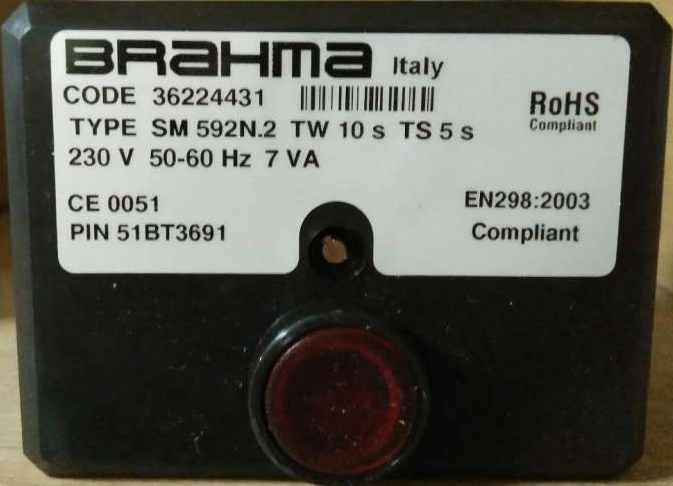 BRAHMA Italy
CODE 36224431
RoHS
Compliant
TYPE SM 592N.2 TW 10 s TS 5 s
230 V 50-60 Hz 7 VA
CE 0051
EN298:2003
PIN 51BT3691
Compliant